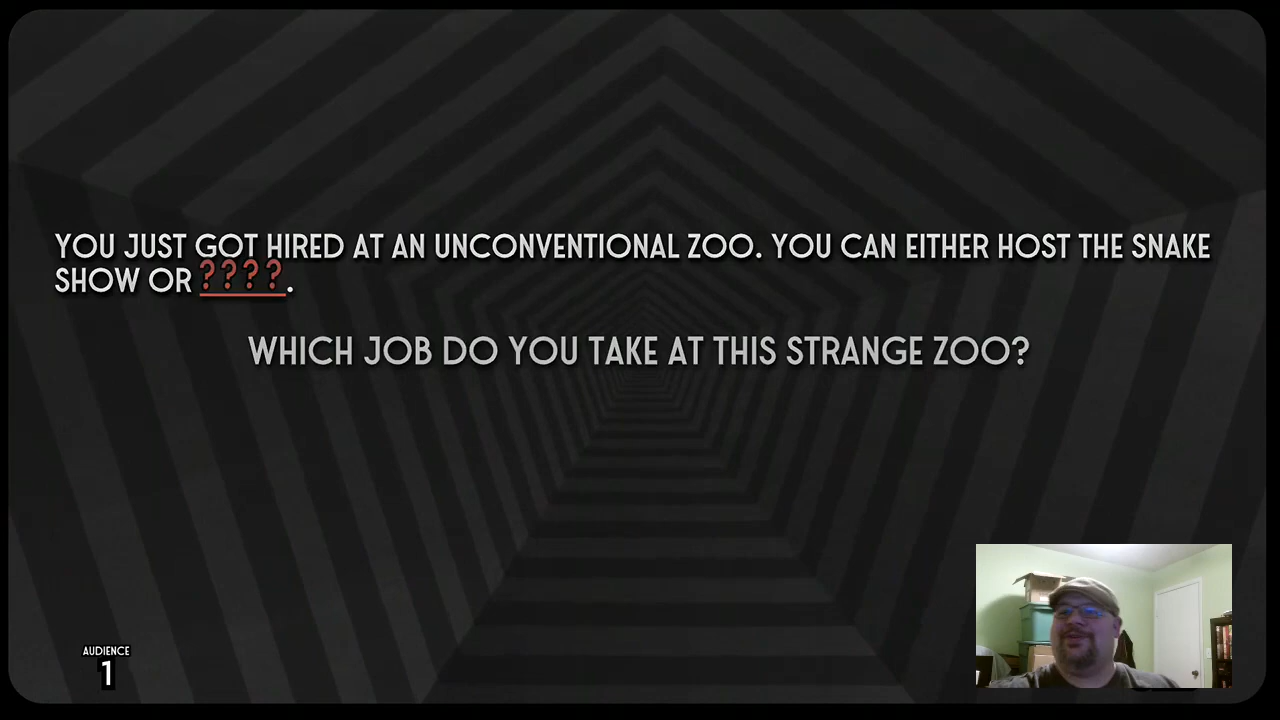 YOU JUST GOT HIRED AT AN UNCONVENTIONAL ZOO. YOU CAN EITHER HOST THE SNAKE
SHOW OR ????.
WHICH JOB DO YOU TAKE AT THIS STRANGE ZOO?
AUDIENCE
1